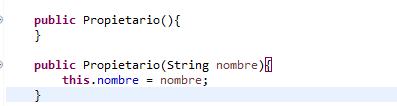 public Propietario(){
}
public Propietario(String nombre){
this.nombre = nombre;
}